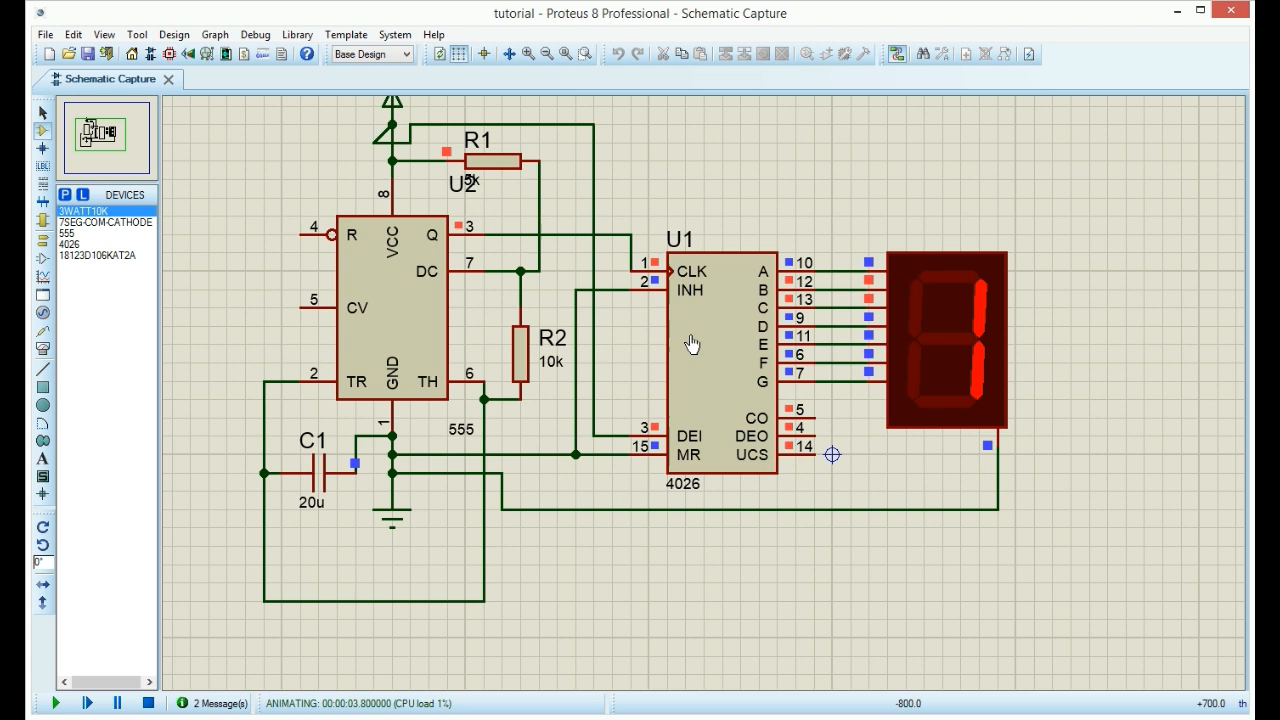 tutorial - Proteus 8 Professional - Schematic Capture
File Edit View Tool Design Graph Debug Library Template System Help
Base Design
Schematic Capture
P L DEVICES
3WATT10K
7SEG-COM-CATHODE
555
4026
18123D106KAT2A
LBL
A
0°
R1
5k
U2
8
4 R VCC Q 3
DC 7
5 CV
R2
10k
2 TR GND TH 6
1
555
C1
20u
U1
1 CLK A 10
2 INH B 12
C 13
D 9
E 11
F 6
G 7
CO 5
3 DEI DEO 4
15 MR UCS 14
4026
2 Message(s) ANIMATING: 00:00:03.800000 (CPU load 1%) -800.0 +700.0 th